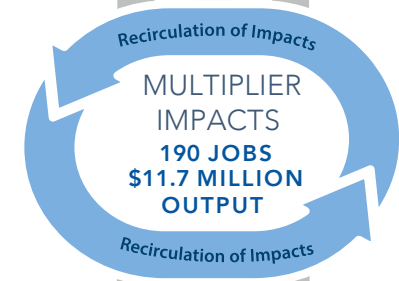 Recirculation of Impacts
MULTIPLIER
IMPACTS
190 JOBS
$11.7 MILLION
OUTPUT
Recirculation of Impacts